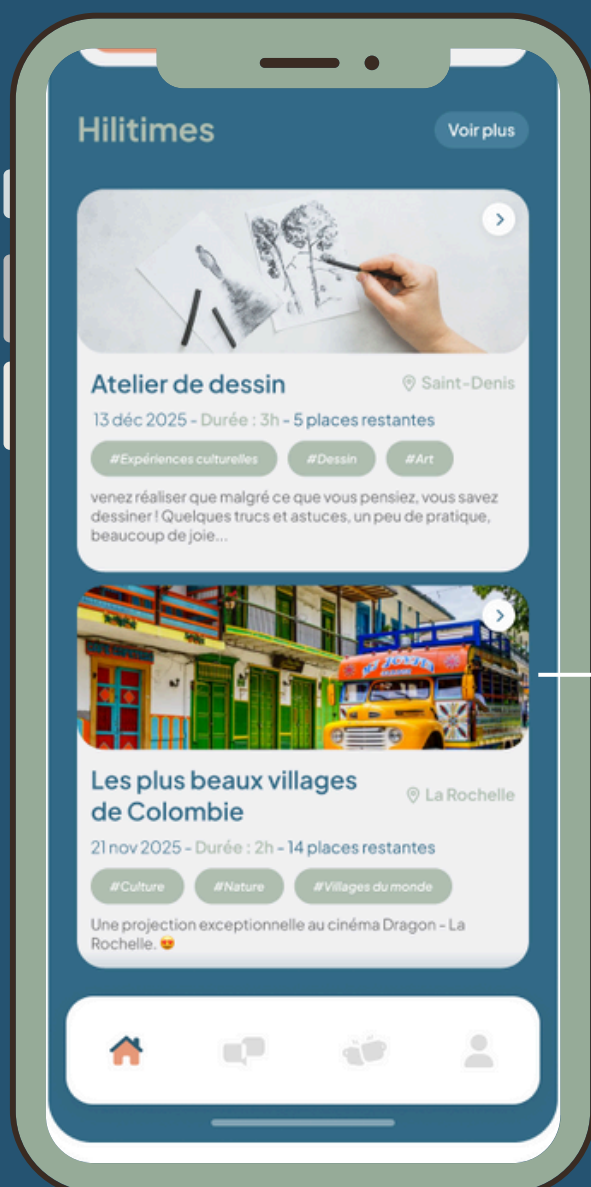 Hilitimes
Voir plus
Atelier de dessin
Saint-Denis
13 déc 2025 - Durée : 3h - 5 places restantes
#Expériences culturelles #Dessin #Art
venez réaliser que malgré ce que vous pensiez, vous savez
dessiner ! Quelques trucs et astuces, un peu de pratique,
beaucoup de joie...
Les plus beaux villages
de Colombie
La Rochelle
21 nov 2025 - Durée : 2h - 14 places restantes
#Culture #Nature #Villages du monde
Une projection exceptionnelle au cinéma Dragon - La
Rochelle. 😍